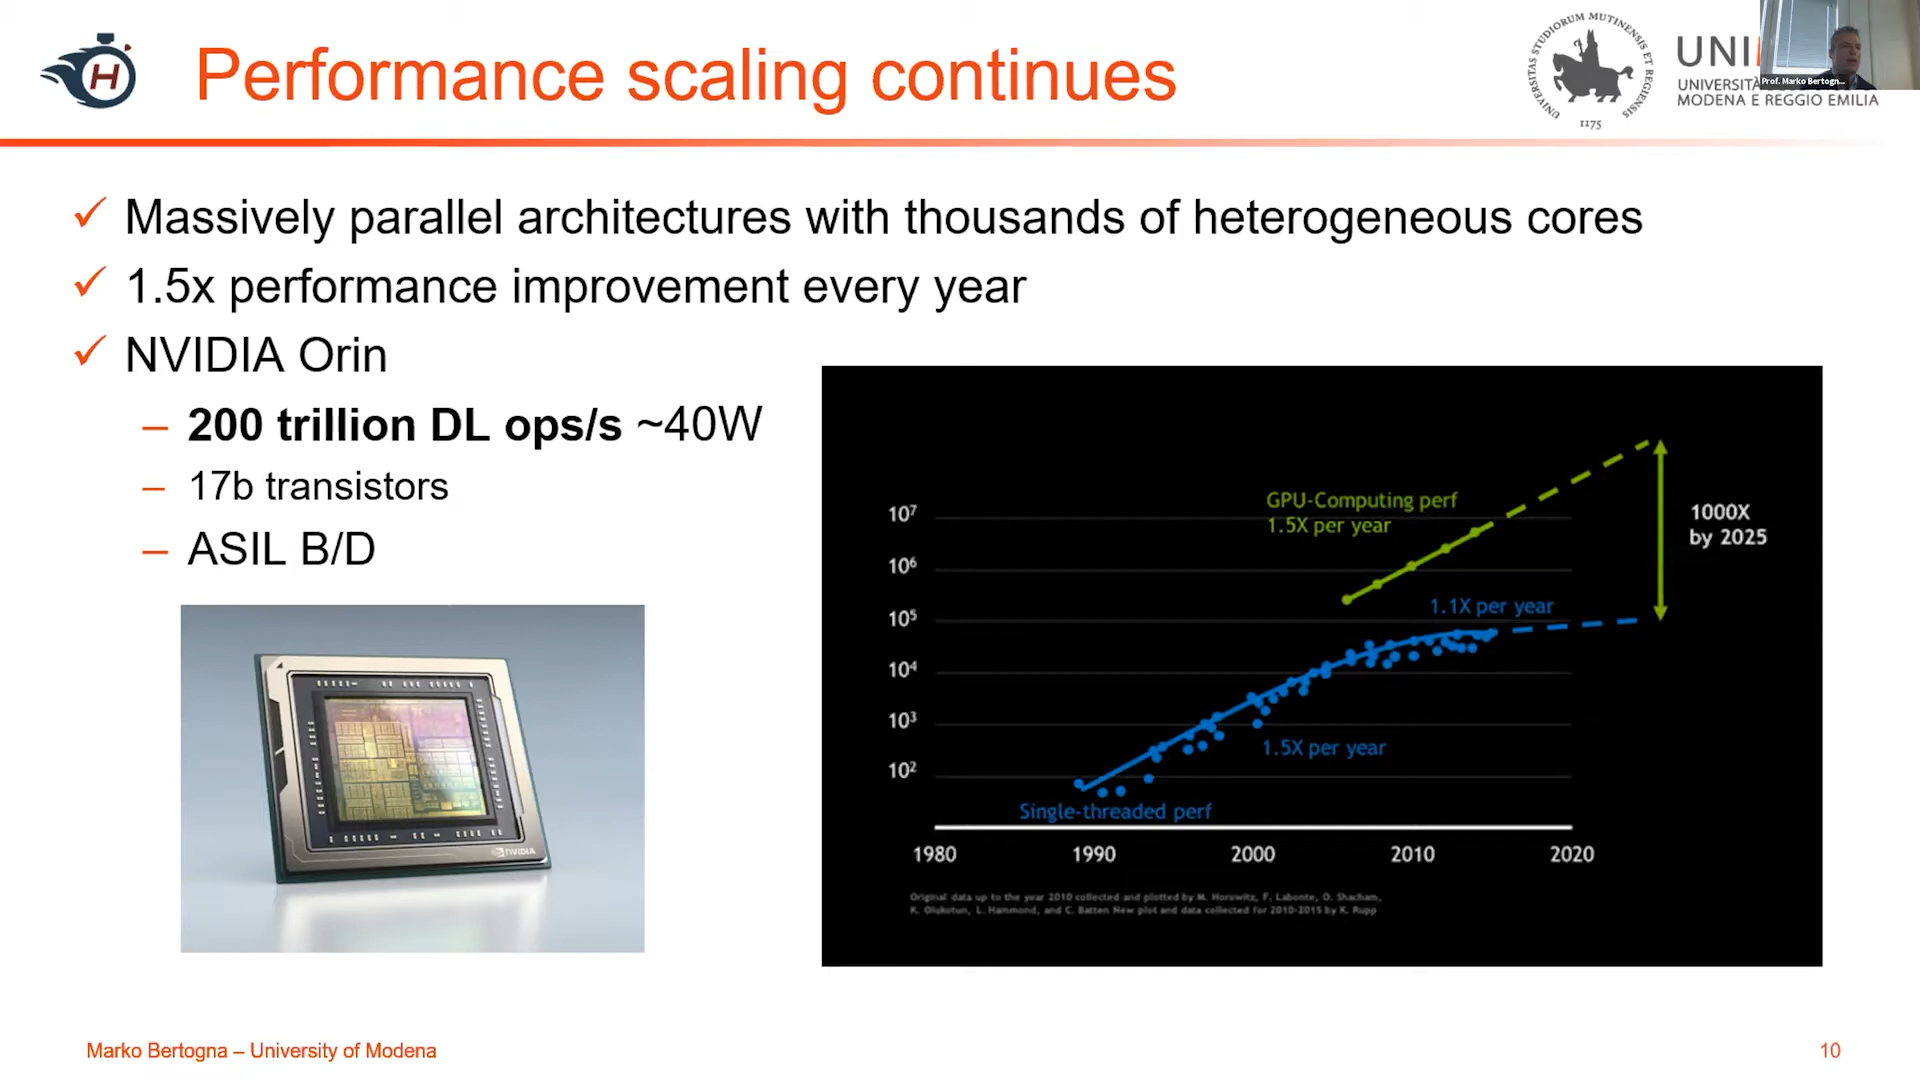 Performance scaling continues
H
UNIVERSITAS STUDIORUM MUTINENSIS ET REGIENSIS
1175
UNI
UNIVERSITÀ
MODENA E REGGIO EMILIA
Prof. Marko Bertogn...
Massively parallel architectures with thousands of heterogeneous cores
1.5x performance improvement every year
NVIDIA Orin
– 200 trillion DL ops/s ~40W
– 17b transistors
– ASIL B/D
NVIDIA
GPU-Computing perf
1.5X per year
1000X
by 2025
10⁷
10⁶
10⁵
10⁴
10³
10²
1.1X per year
1.5X per year
Single-threaded perf
1980 1990 2000 2010 2020
Original data up to the year 2010 collected and plotted by M. Horowitz, F. Labonte, O. Shacham,
K. Olukotun, L. Hammond, and C. Batten New plot and data collected for 2010-2015 by K. Rupp
Marko Bertogna – University of Modena
10